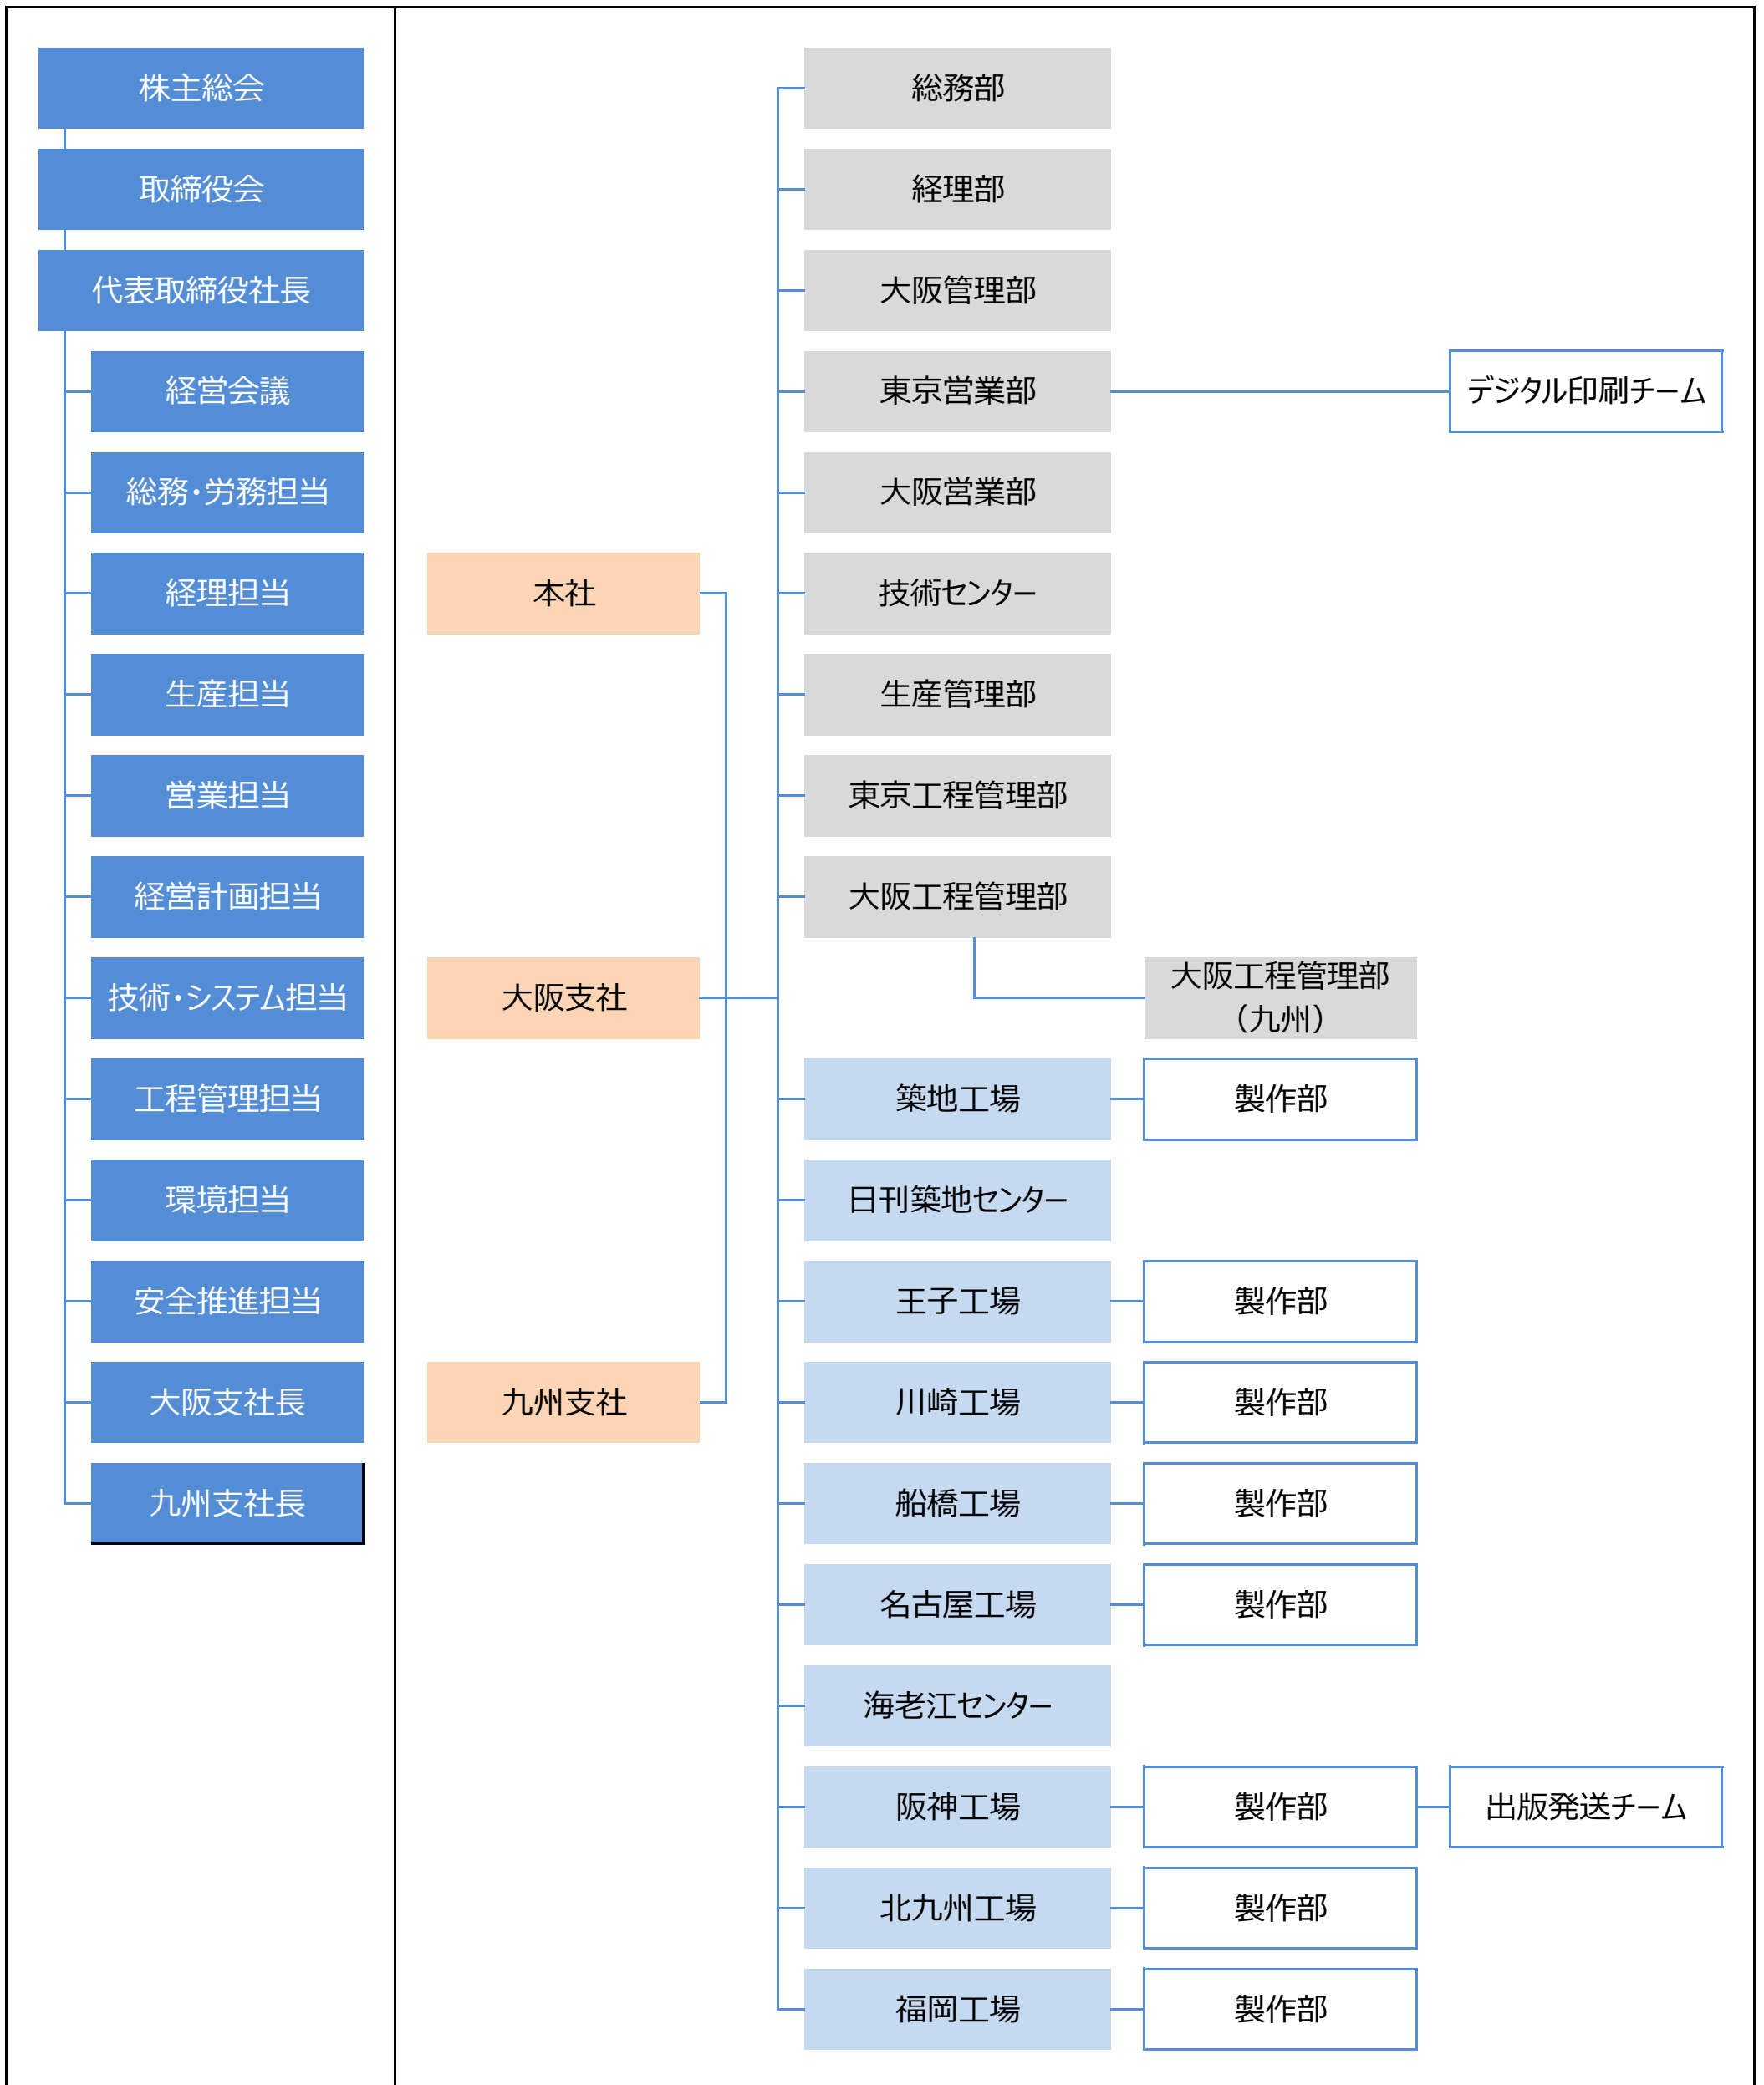 株主総会
取締役会
代表取締役社長
経営会議
総務・労務担当
経理担当
生産担当
営業担当
経営計画担当
技術・システム担当
工程管理担当
環境担当
安全推進担当
大阪支社長
九州支社長
本社
大阪支社
九州支社
総務部
経理部
大阪管理部
東京営業部
デジタル印刷チーム
大阪営業部
技術センター
生産管理部
東京工程管理部
大阪工程管理部
大阪工程管理部
（九州）
築地工場
製作部
日刊築地センター
王子工場
製作部
川崎工場
製作部
船橋工場
製作部
名古屋工場
製作部
海老江センター
阪神工場
製作部
出版発送チーム
北九州工場
製作部
福岡工場
製作部